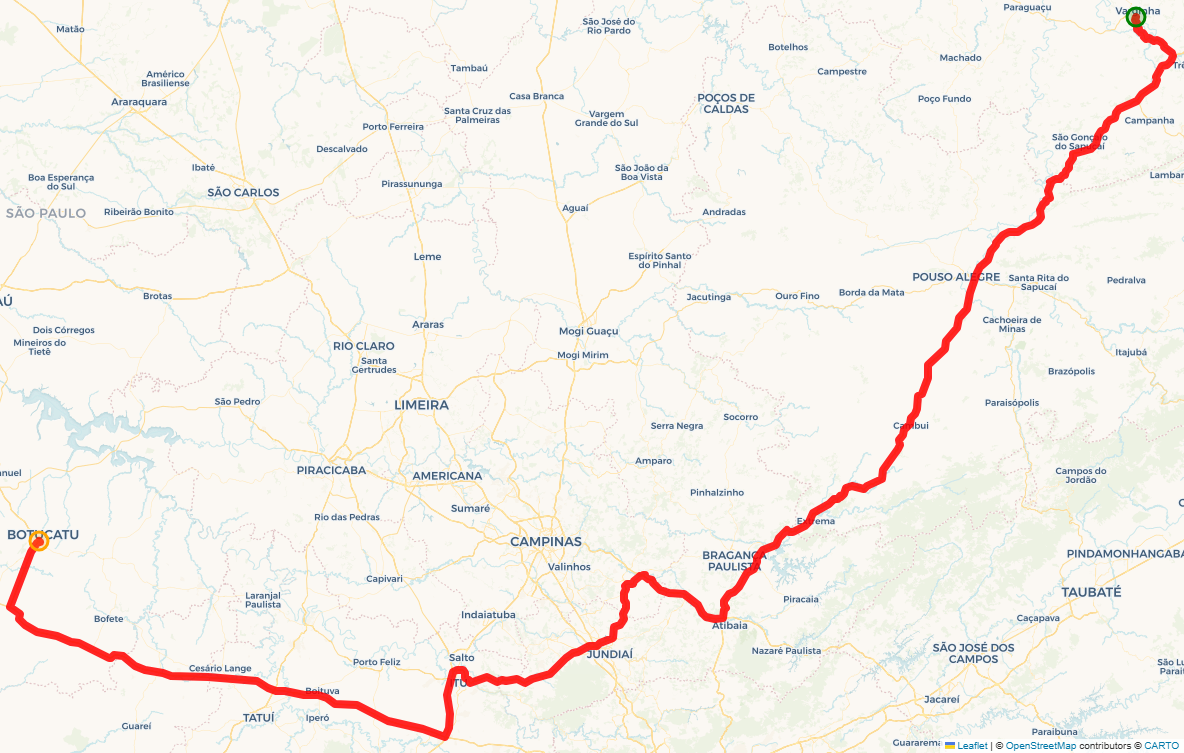 Paraguaçu
Varginha
São José do
Rio Pardo
Matão
Botelhos
Machado
Tambaú
Campestre
Américo
Brasiliense
Trê
Casa Branca
POÇOS DE
CALDAS
Poço Fundo
Araraquara
Santa Cruz das
Palmeiras
Vargem
Grande do Sul
Campanha
Porto Ferreira
São Gonçalo
do Sapucaí
Descalvado
Ibaté
São João da
Boa Vista
Lambar
Boa Esperança
do Sul
Pirassununga
SÃO CARLOS
SÃO PAULO
Ribeirão Bonito
Aguaí
Andradas
Leme
Espírito Santo
do Pinhal
POUSO ALEGRE
Santa Rita do
Sapucaí
Pedralva
AÚ
Brotas
Jacutinga
Ouro Fino
Borda da Mata
Dois Córregos
Araras
Mogi Guaçu
Cachoeira de
Minas
Mineiros do
Tietê
RIO CLARO
Mogi Mirim
Itajubá
Santa
Gertrudes
Brazópolis
São Pedro
LIMEIRA
Paraisópolis
Socorro
Serra Negra
Cambuí
Amparo
nuel
PIRACICABA
AMERICANA
Campos do
Jordão
Pinhalzinho
Sumaré
Rio das Pedras
Extrema
BOTUCATU
CAMPINAS
BRAGANÇA
PAULISTA
PINDAMONHANGABA
Valinhos
Capivari
Laranjal
Paulista
Piracaia
TAUBATÉ
Bofete
Indaiatuba
Atibaia
Caçapava
Nazaré Paulista
SÃO JOSÉ DOS
CAMPOS
Salto
JUNDIAÍ
Porto Feliz
Cesário Lange
São Lu
Parait
ITU
Boituva
Jacareí
TATUÍ
Iperó
Guareí
Paraibuna
Guararema
Leaflet | © OpenStreetMap contributors © CARTO